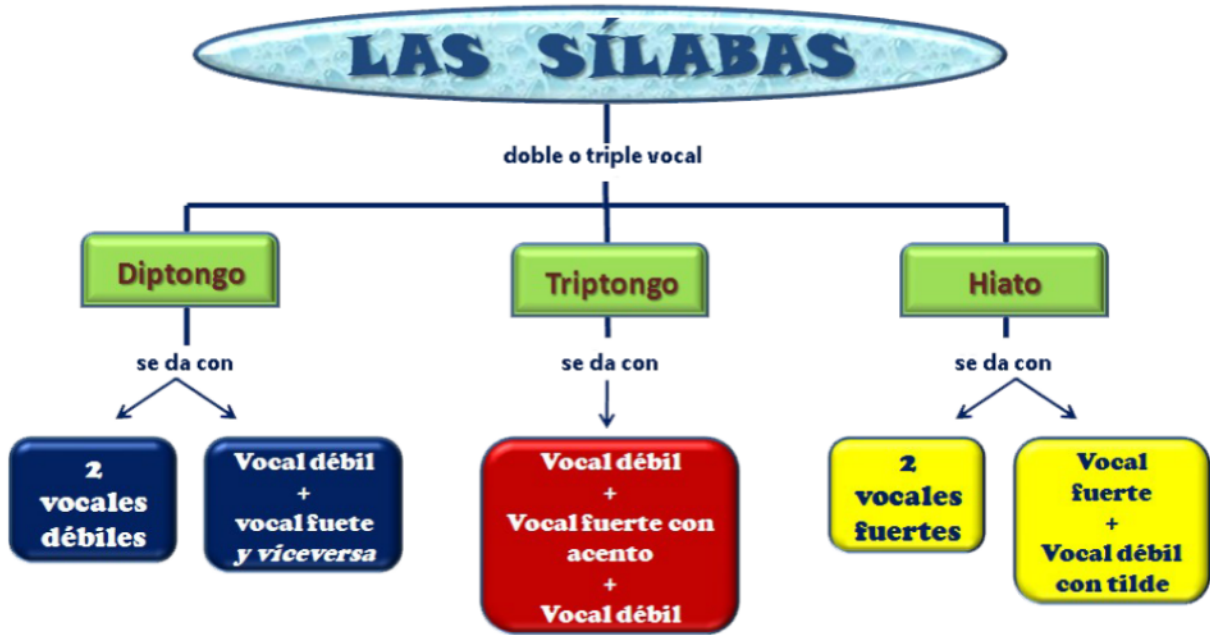 LAS SÍLABAS
doble o triple vocal
Diptongo
Triptongo
Hiato
se da con
se da con
se da con
2
vocales
débiles
Vocal débil
+
vocal fuete
y viceversa
Vocal débil
+
Vocal fuerte con
acento
+
Vocal débil
2
vocales
fuertes
Vocal
fuerte
+
Vocal débil
con tilde